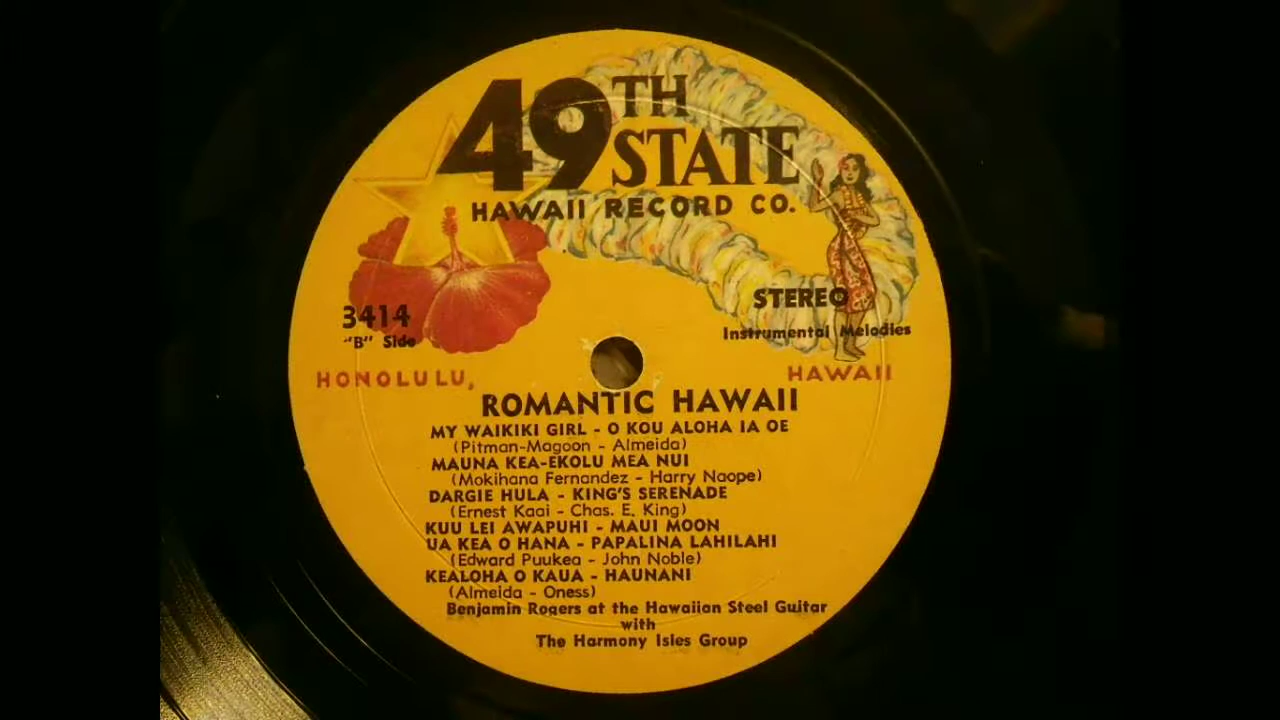 49TH
STATE
HAWAII RECORD CO.
3414
"B" Side
STEREO
Instrumental Melodies
HONOLULU, HAWAII
ROMANTIC HAWAII
MY WAIKIKI GIRL - O KOU ALOHA IA OE
(Pitman-Magoon - Almeida)
MAUNA KEA-EKOLU MEA NUI
(Mokihana Fernandez - Harry Naope)
DARGIE HULA - KING'S SERENADE
(Ernest Kaai - Chas. E. King)
KUU LEI AWAPUHI - MAUI MOON
UA KEA O HANA - PAPALINA LAHILAHI
(Edward Puukea - John Noble)
KEALOHA O KAUA - HAUNANI
(Almeida - Oness)
Benjamin Rogers at the Hawaiian Steel Guitar
with
The Harmony Isles Group